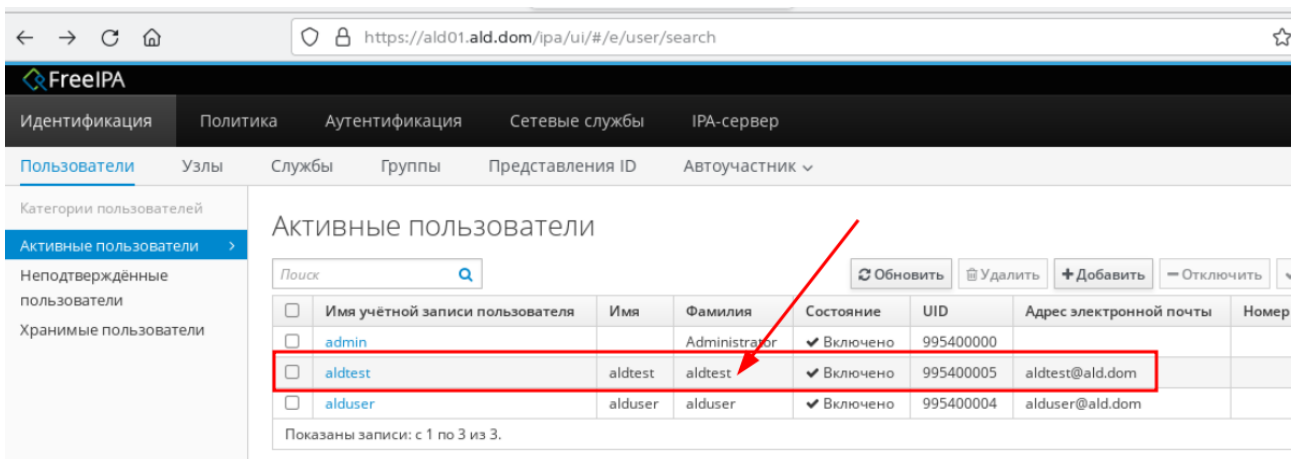 https://ald01.ald.dom/ipa/ui/#/e/user/search
FreeIPA
Идентификация Политика Аутентификация Сетевые службы IPA-сервер
Пользователи Узлы Службы Группы Представления ID Автоучастник
Категории пользователей
Активные пользователи
Неподтверждённые
пользователи
Хранимые пользователи
Активные пользователи
Поиск Обновить Удалить Добавить Отключить
Имя учётной записи пользователя Имя Фамилия Состояние UID Адрес электронной почты Номер
admin Administrator Включено 995400000
aldtest aldtest aldtest Включено 995400005 aldtest@ald.dom
alduser alduser alduser Включено 995400004 alduser@ald.dom
Показаны записи: с 1 по 3 из 3.